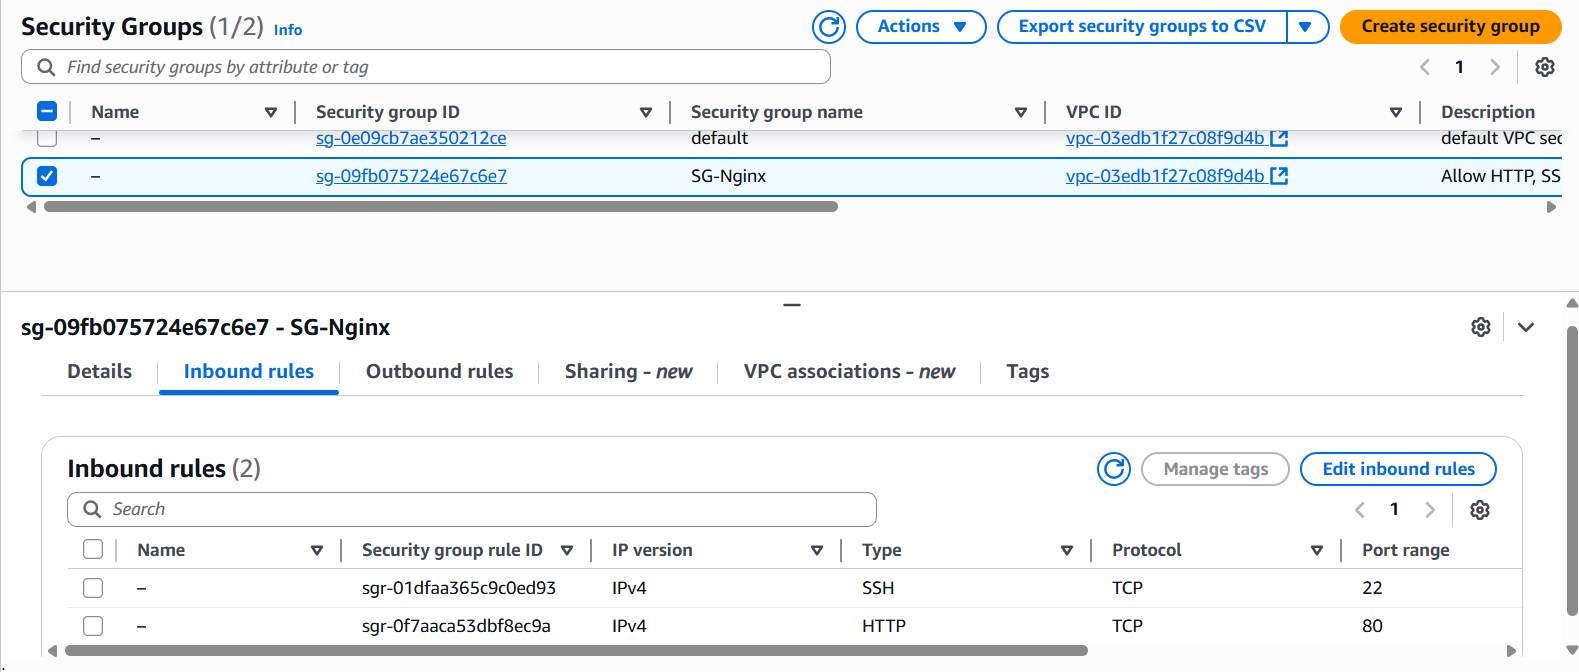 Security Groups (1/2) Info
Actions Export security groups to CSV Create security group
Find security groups by attribute or tag 1
Name Security group ID Security group name VPC ID Description
– sg-0e09cb7ae350212ce default vpc-03edb1f27c08f9d4b default VPC sec
– sg-09fb075724e67c6e7 SG-Nginx vpc-03edb1f27c08f9d4b Allow HTTP, SS
sg-09fb075724e67c6e7 - SG-Nginx
Details Inbound rules Outbound rules Sharing - new VPC associations - new Tags
Inbound rules (2) Manage tags Edit inbound rules
Search 1
Name Security group rule ID IP version Type Protocol Port range
– sgr-01dfaa365c9c0ed93 IPv4 SSH TCP 22
– sgr-0f7aaca53dbf8ec9a IPv4 HTTP TCP 80